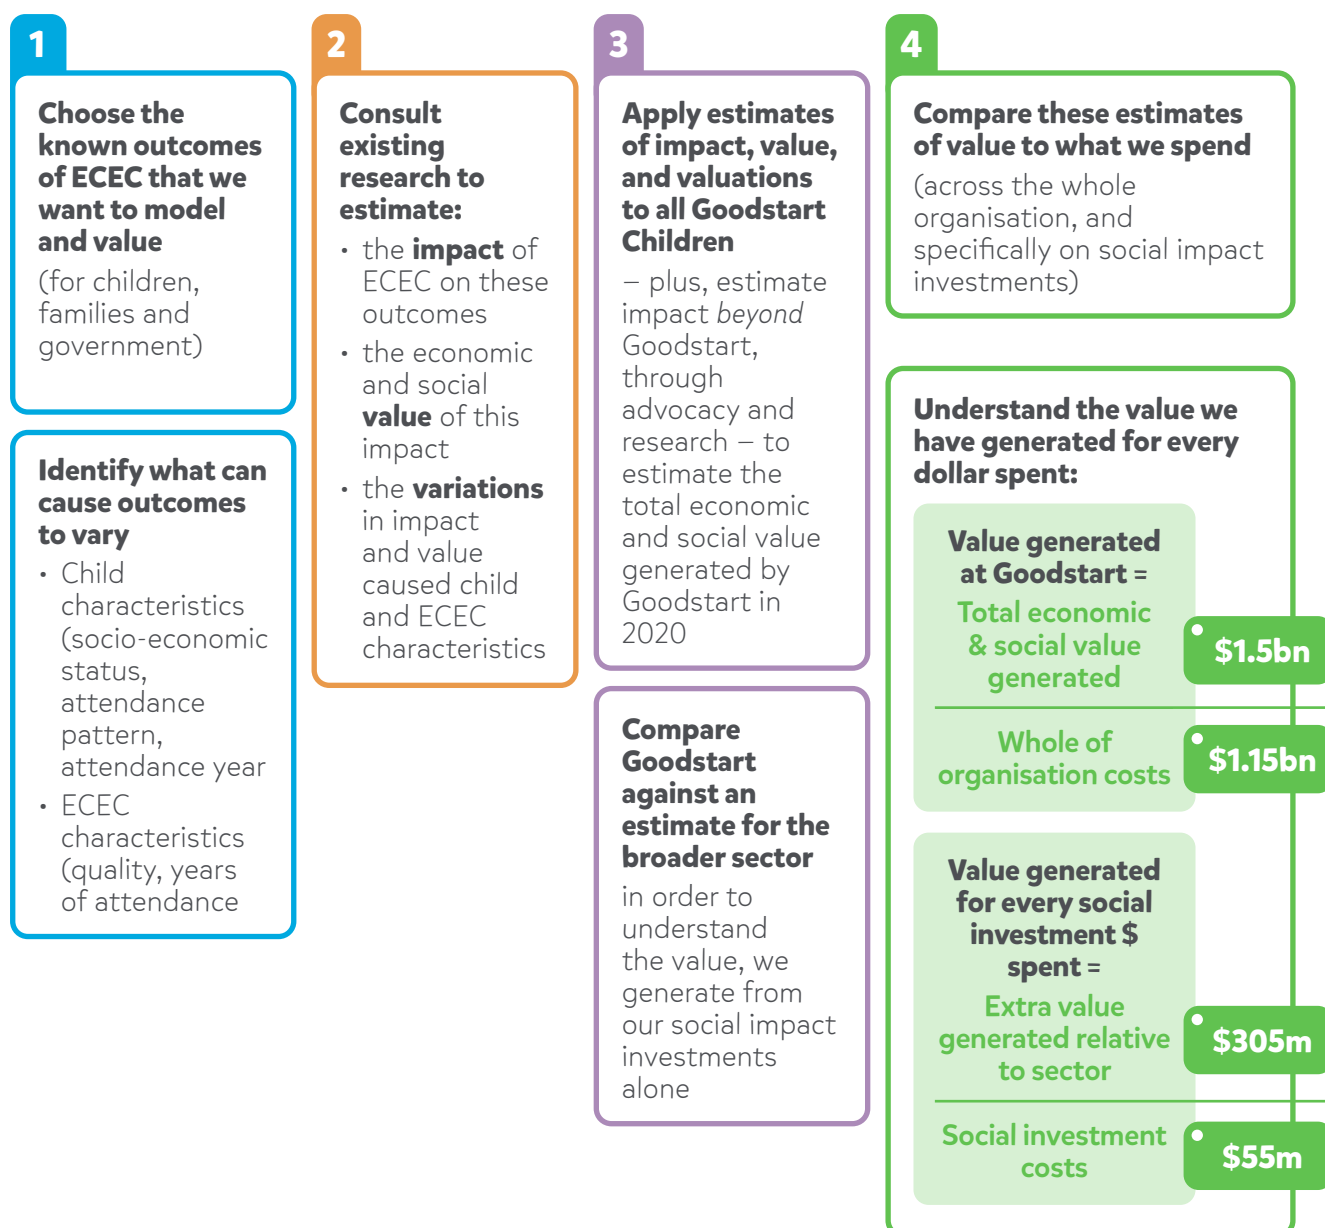 1
Choose the
known outcomes
of ECEC that we
want to model
and value
(for children,
families and
government)
Identify what can
cause outcomes
to vary
• Child
characteristics
(socio-economic
status,
attendance
pattern,
attendance year
• ECEC
characteristics
(quality, years
of attendance
2
Consult
existing
research to
estimate:
• the impact of
ECEC on these
outcomes
• the economic
and social
value of this
impact
• the variations
in impact
and value
caused child
and ECEC
characteristics
3
Apply estimates
of impact, value,
and valuations
to all Goodstart
Children
– plus, estimate
impact beyond
Goodstart,
through
advocacy and
research – to
estimate the
total economic
and social value
generated by
Goodstart in
2020
Compare
Goodstart
against an
estimate for the
broader sector
in order to
understand
the value, we
generate from
our social impact
investments
alone
4
Compare these estimates
of value to what we spend
(across the whole
organisation, and
specifically on social impact
investments)
Understand the value we
have generated for every
dollar spent:
Value generated
at Goodstart =
Total economic
& social value
generated
$1.5bn
Whole of
organisation costs
$1.15bn
Value generated
for every social
investment $
spent =
Extra value
generated relative
to sector
$305m
Social investment
costs
$55m